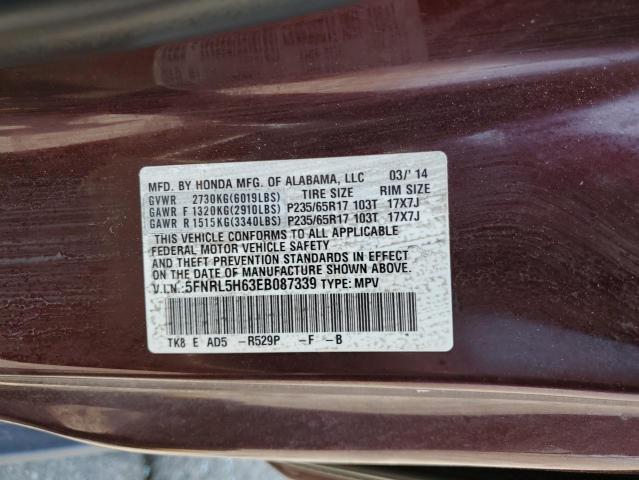 MFD. BY HONDA MFG. OF ALABAMA, LLC 03/'14
GVWR 2730KG(6019LBS) TIRE SIZE RIM SIZE
GAWR F 1320KG(2910LBS) P235/65R17 103T 17X7J
GAWR R 1515KG(3340LBS) P235/65R17 103T 17X7J
THIS VEHICLE CONFORMS TO ALL APPLICABLE
FEDERAL MOTOR VEHICLE SAFETY
AND THEFT PREVENTION STANDARDS IN EFFECT
ON THE DATE OF MANUFACTURE SHOWN ABOVE.
V.I.N.:5FNRL5H63EB087339 TYPE: MPV
TK8 E AD5 -R529P -F -B